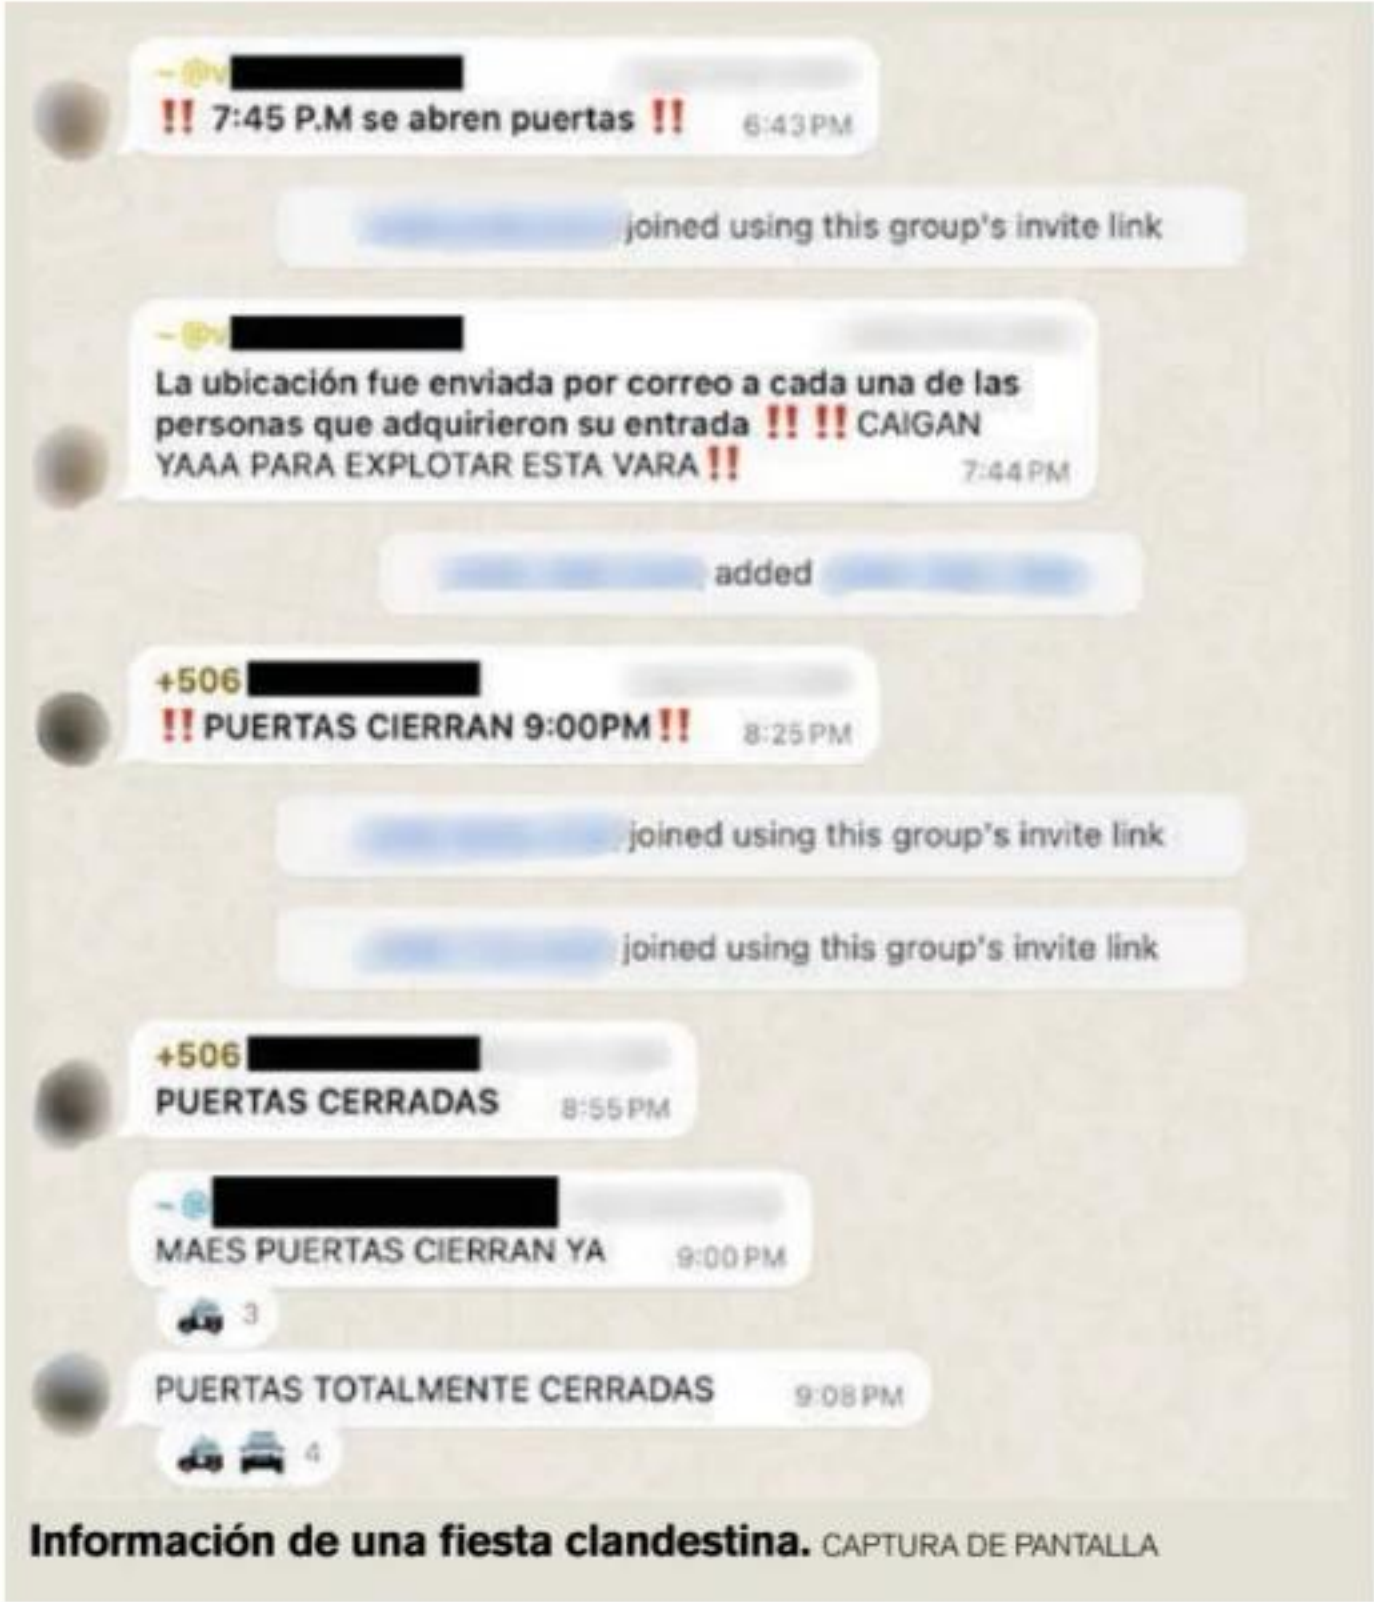 ~@v
‼ 7:45 P.M se abren puertas ‼ 6:43 PM
joined using this group's invite link
~@v
La ubicación fue enviada por correo a cada una de las
personas que adquirieron su entrada ‼ ‼ CAIGAN
YAAA PARA EXPLOTAR ESTA VARA ‼ 7:44 PM
added
+506
‼ PUERTAS CIERRAN 9:00PM ‼ 8:25 PM
joined using this group's invite link
joined using this group's invite link
+506
PUERTAS CERRADAS 8:55 PM
~@
MAES PUERTAS CIERRAN YA 9:00 PM
🚓 3
PUERTAS TOTALMENTE CERRADAS 9:08 PM
🚓 🚔 4
Información de una fiesta clandestina. CAPTURA DE PANTALLA